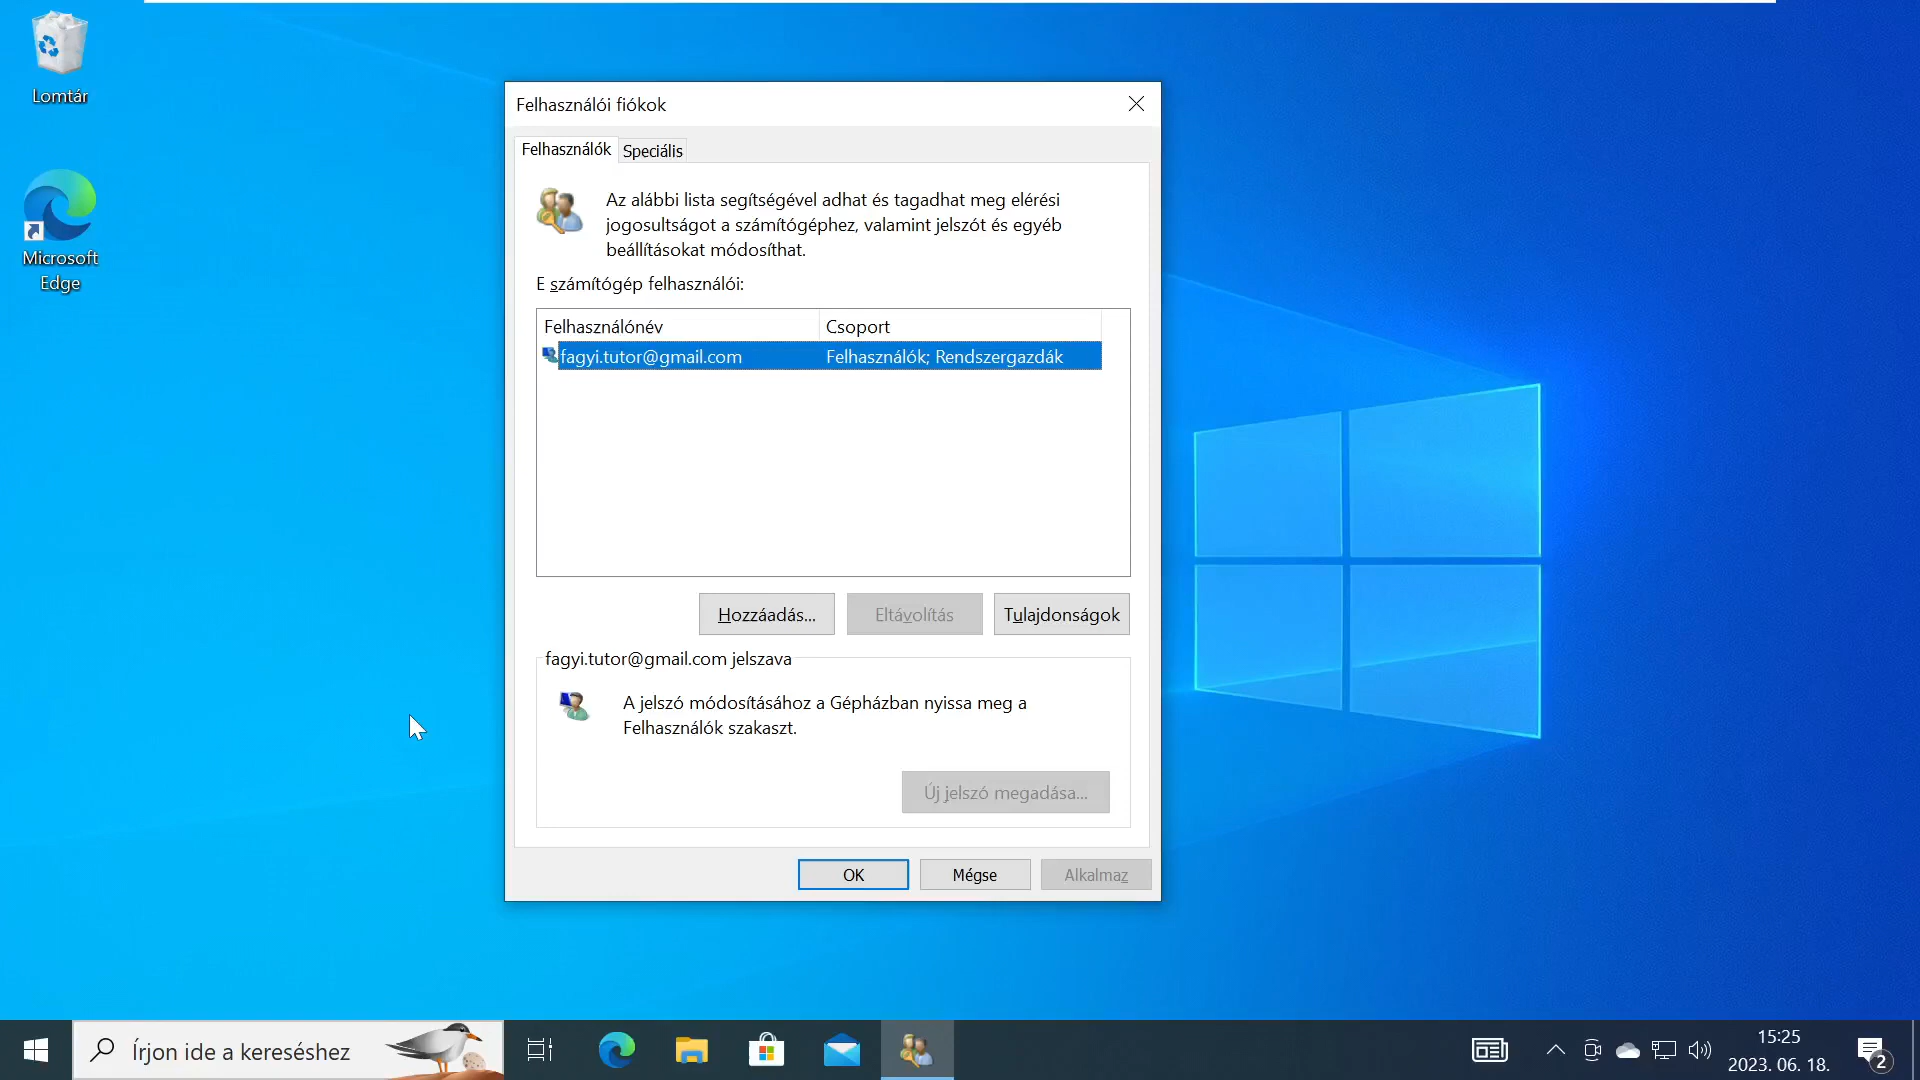 Lomtár
Microsoft
Edge
Felhasználói fiókok
Felhasználók
Speciális
Az alábbi lista segítségével adhat és tagadhat meg elérési
jogosultságot a számítógéphez, valamint jelszót és egyéb
beállításokat módosíthat.
E számítógép felhasználói:
Felhasználónév
Csoport
fagyi.tutor@gmail.com
Felhasználók; Rendszergazdák
Hozzáadás...
Eltávolítás
Tulajdonságok
fagyi.tutor@gmail.com jelszava
A jelszó módosításához a Gépházban nyissa meg a
Felhasználók szakaszt.
Új jelszó megadása...
OK
Mégse
Alkalmaz
Írjon ide a kereséshez
15:25
2023. 06. 18.
2